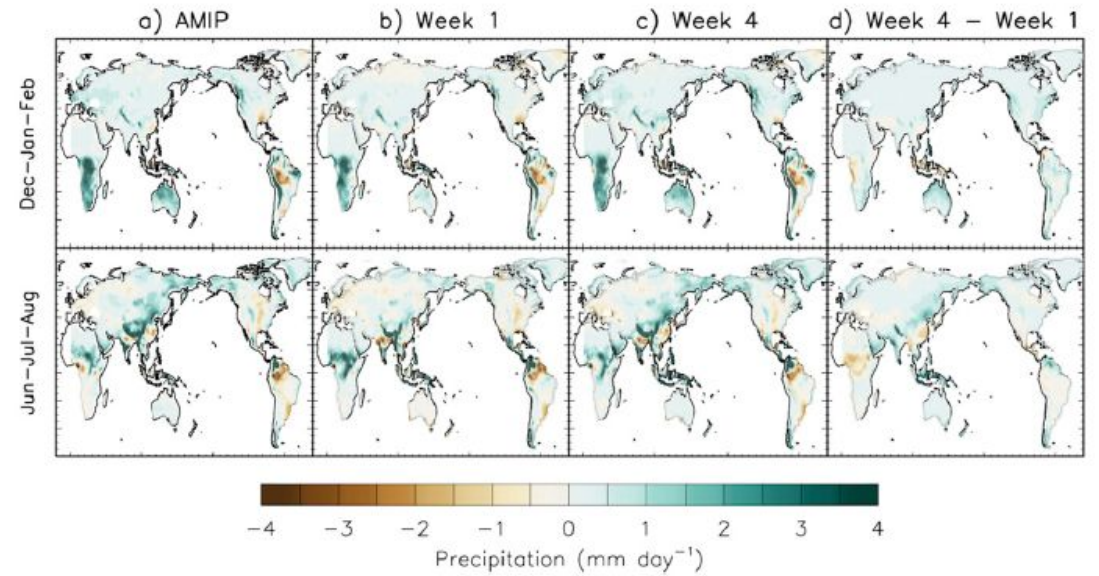 a) AMIP b) Week 1 c) Week 4 d) Week 4 − Week 1
Dec−Jan−Feb
Jun−Jul−Aug
−4 −3 −2 −1 0 1 2 3 4
Precipitation (mm day⁻¹)